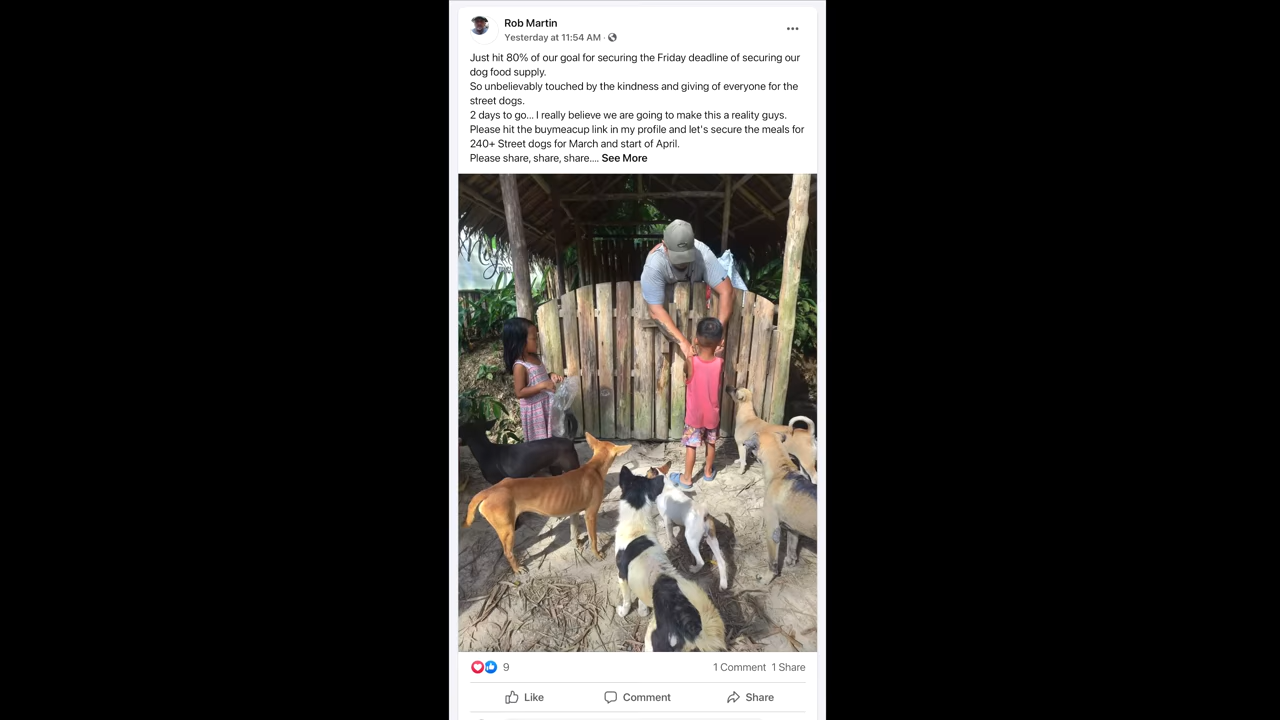 Rob Martin
Yesterday at 11:54 AM ·
Just hit 80% of our goal for securing the Friday deadline of securing our
dog food supply.
So unbelievably touched by the kindness and giving of everyone for the
street dogs.
2 days to go... I really believe we are going to make this a reality guys.
Please hit the buymeacup link in my profile and let's secure the meals for
240+ Street dogs for March and start of April.
Please share, share, share.... See More
9
1 Comment 1 Share
Like Comment Share